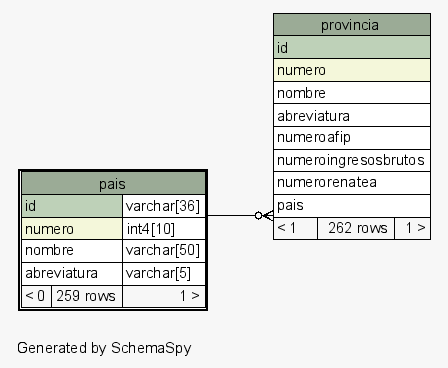 provincia
id
numero
nombre
abreviatura
numeroafip
numeroingresosbrutos
numerorenatea
pais
< 1 262 rows 1 >
pais
id varchar[36]
numero int4[10]
nombre varchar[50]
abreviatura varchar[5]
< 0 259 rows 1 >
Generated by SchemaSpy